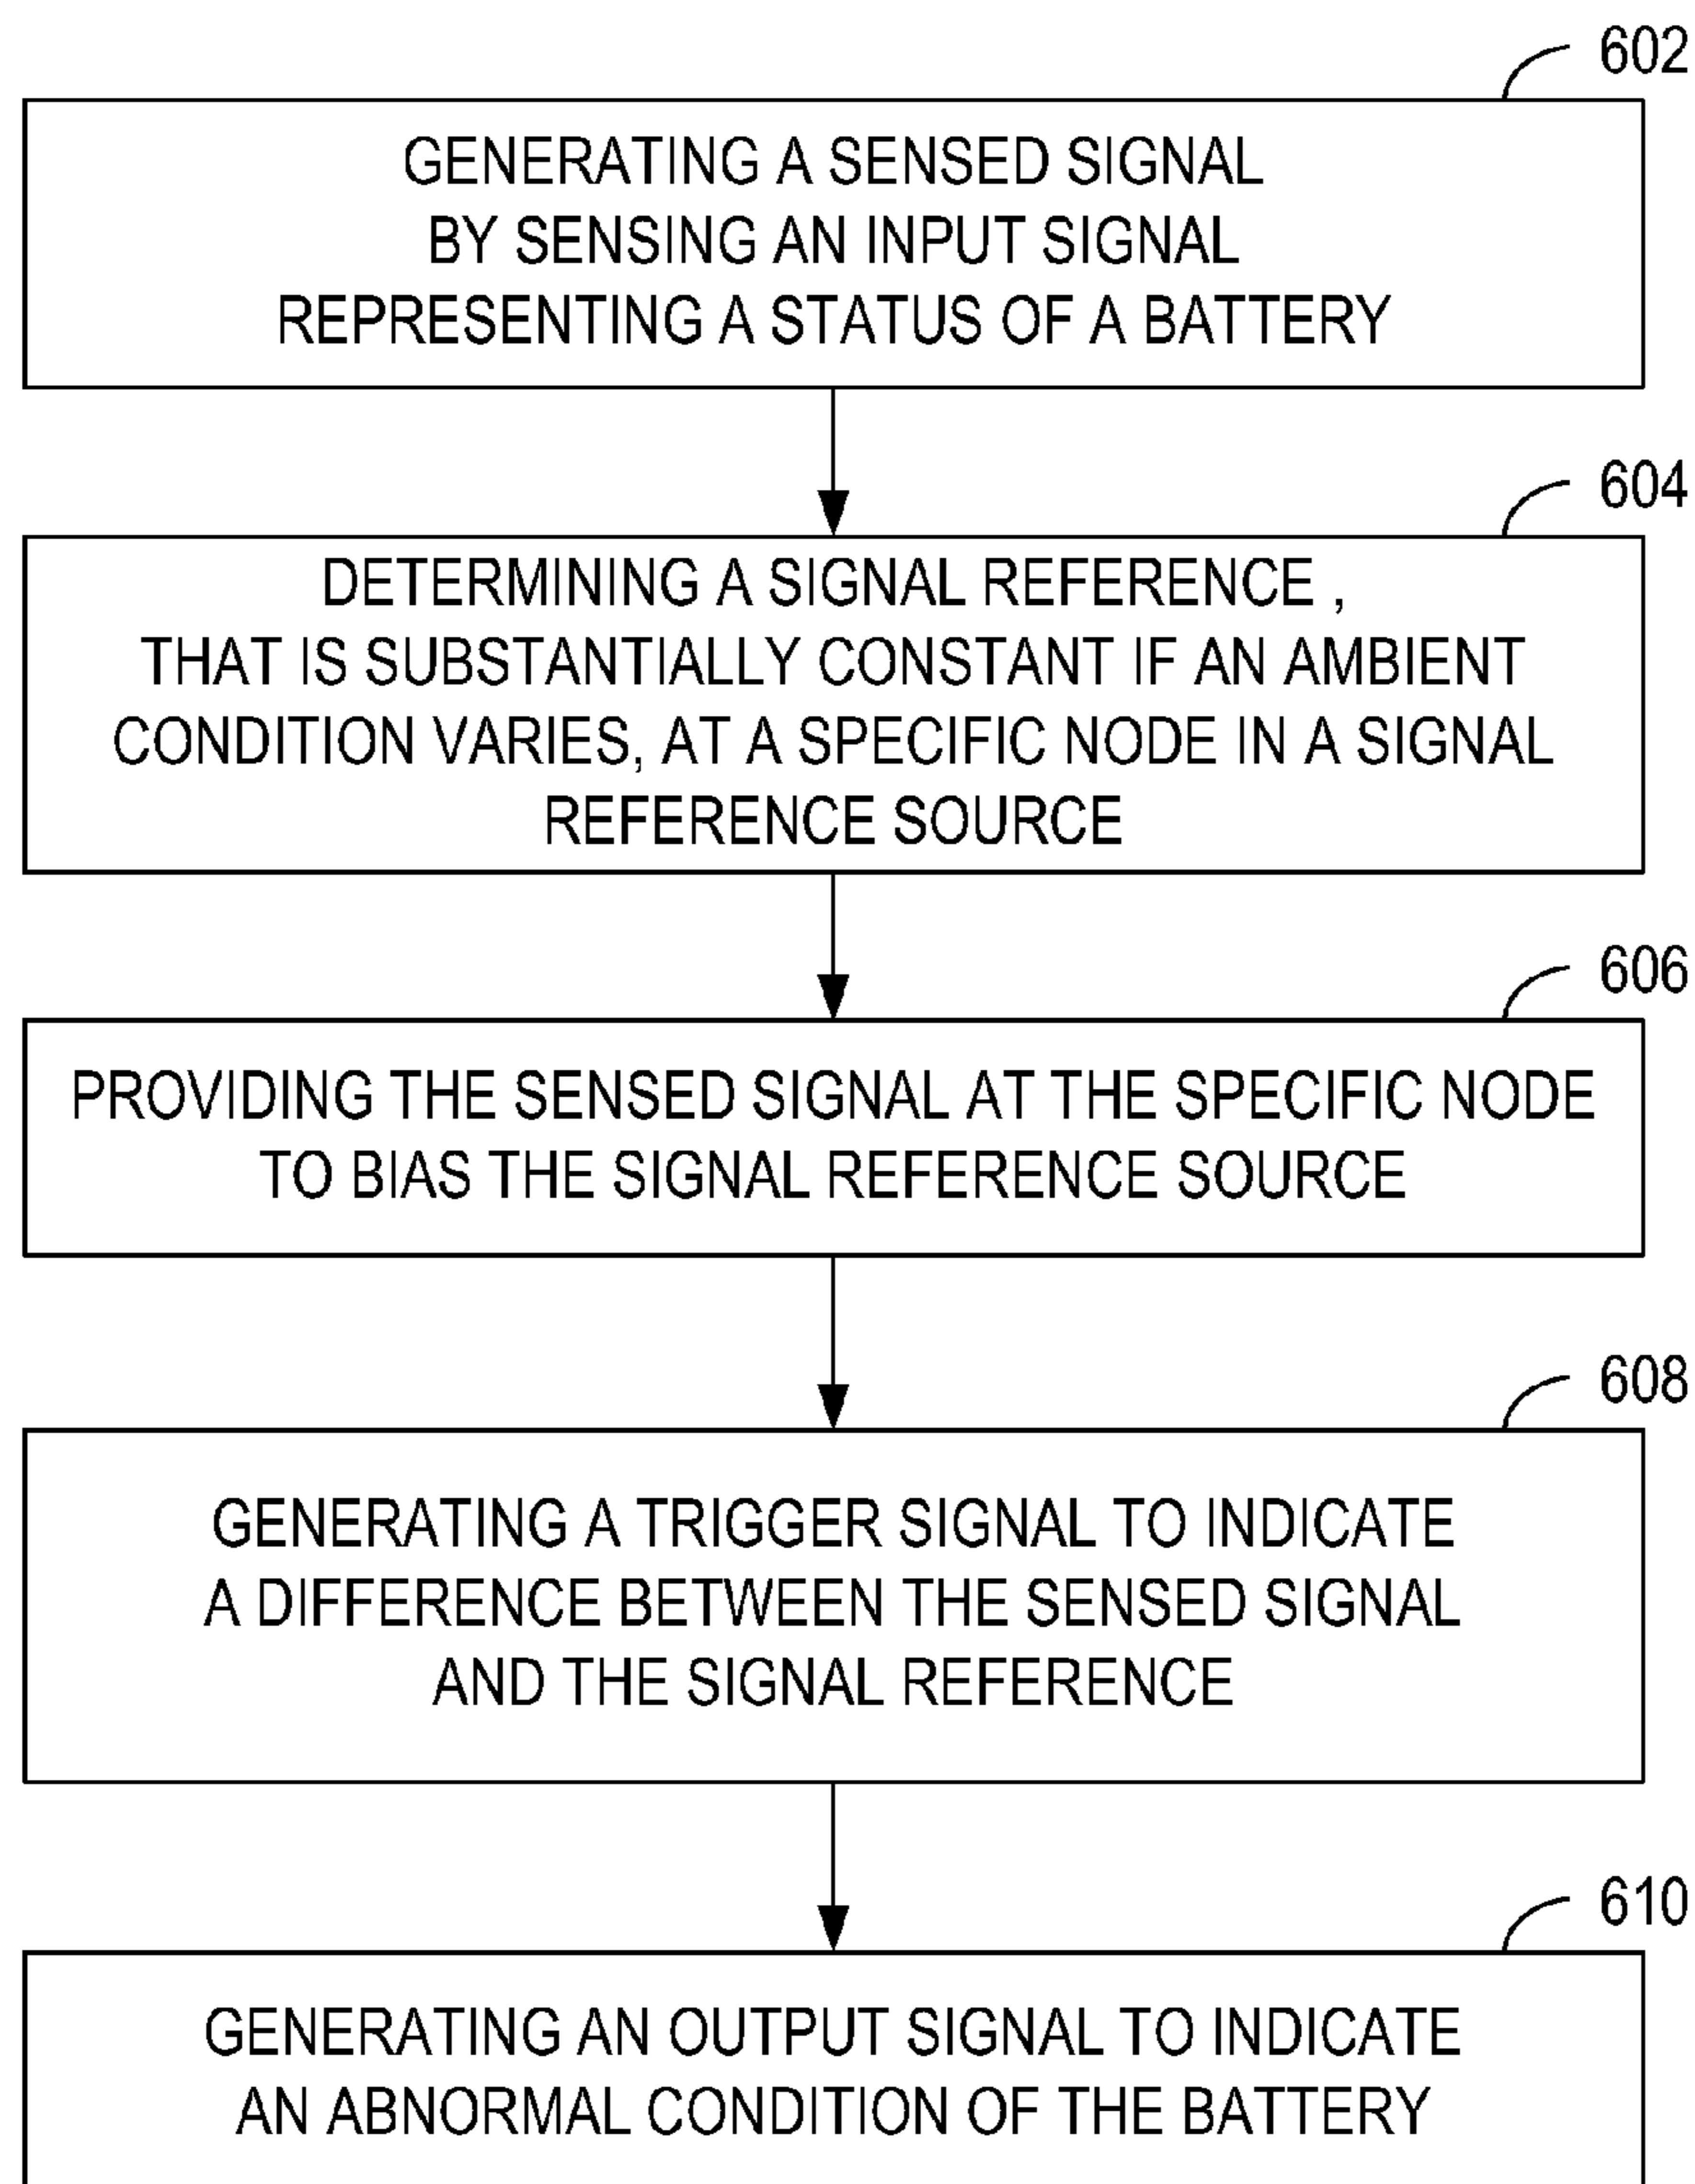 602
GENERATING A SENSED SIGNAL
BY SENSING AN INPUT SIGNAL
REPRESENTING A STATUS OF A BATTERY
604
DETERMINING A SIGNAL REFERENCE ,
THAT IS SUBSTANTIALLY CONSTANT IF AN AMBIENT
CONDITION VARIES, AT A SPECIFIC NODE IN A SIGNAL
REFERENCE SOURCE
606
PROVIDING THE SENSED SIGNAL AT THE SPECIFIC NODE
TO BIAS THE SIGNAL REFERENCE SOURCE
608
GENERATING A TRIGGER SIGNAL TO INDICATE
A DIFFERENCE BETWEEN THE SENSED SIGNAL
AND THE SIGNAL REFERENCE
610
GENERATING AN OUTPUT SIGNAL TO INDICATE
AN ABNORMAL CONDITION OF THE BATTERY